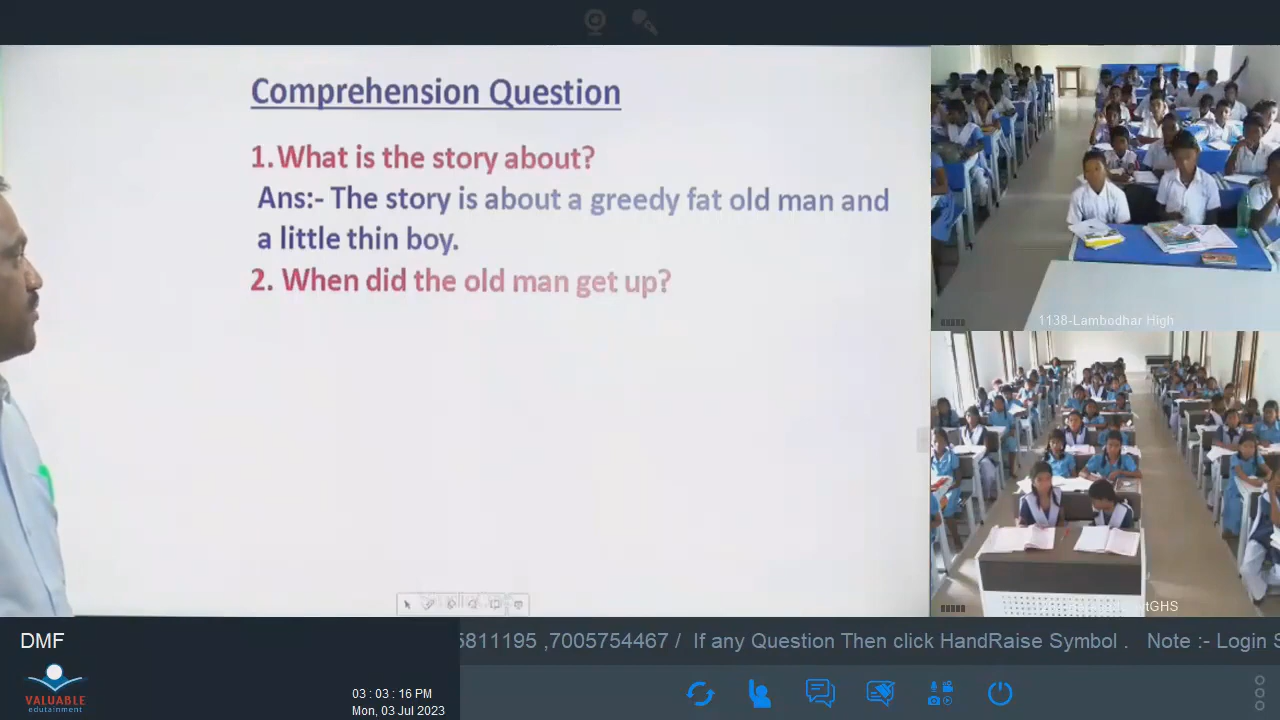 Comprehension Question
1. What is the story about?
Ans:- The story is about a greedy fat old man and
a little thin boy.
2. When did the old man get up?
1138-Lambodhar High
tGHS
DMF
5811195 ,7005754467 / If any Question Then click HandRaise Symbol . Note :- Login S
VALUABLE
edutainment
03 : 03 : 16 PM
Mon, 03 Jul 2023